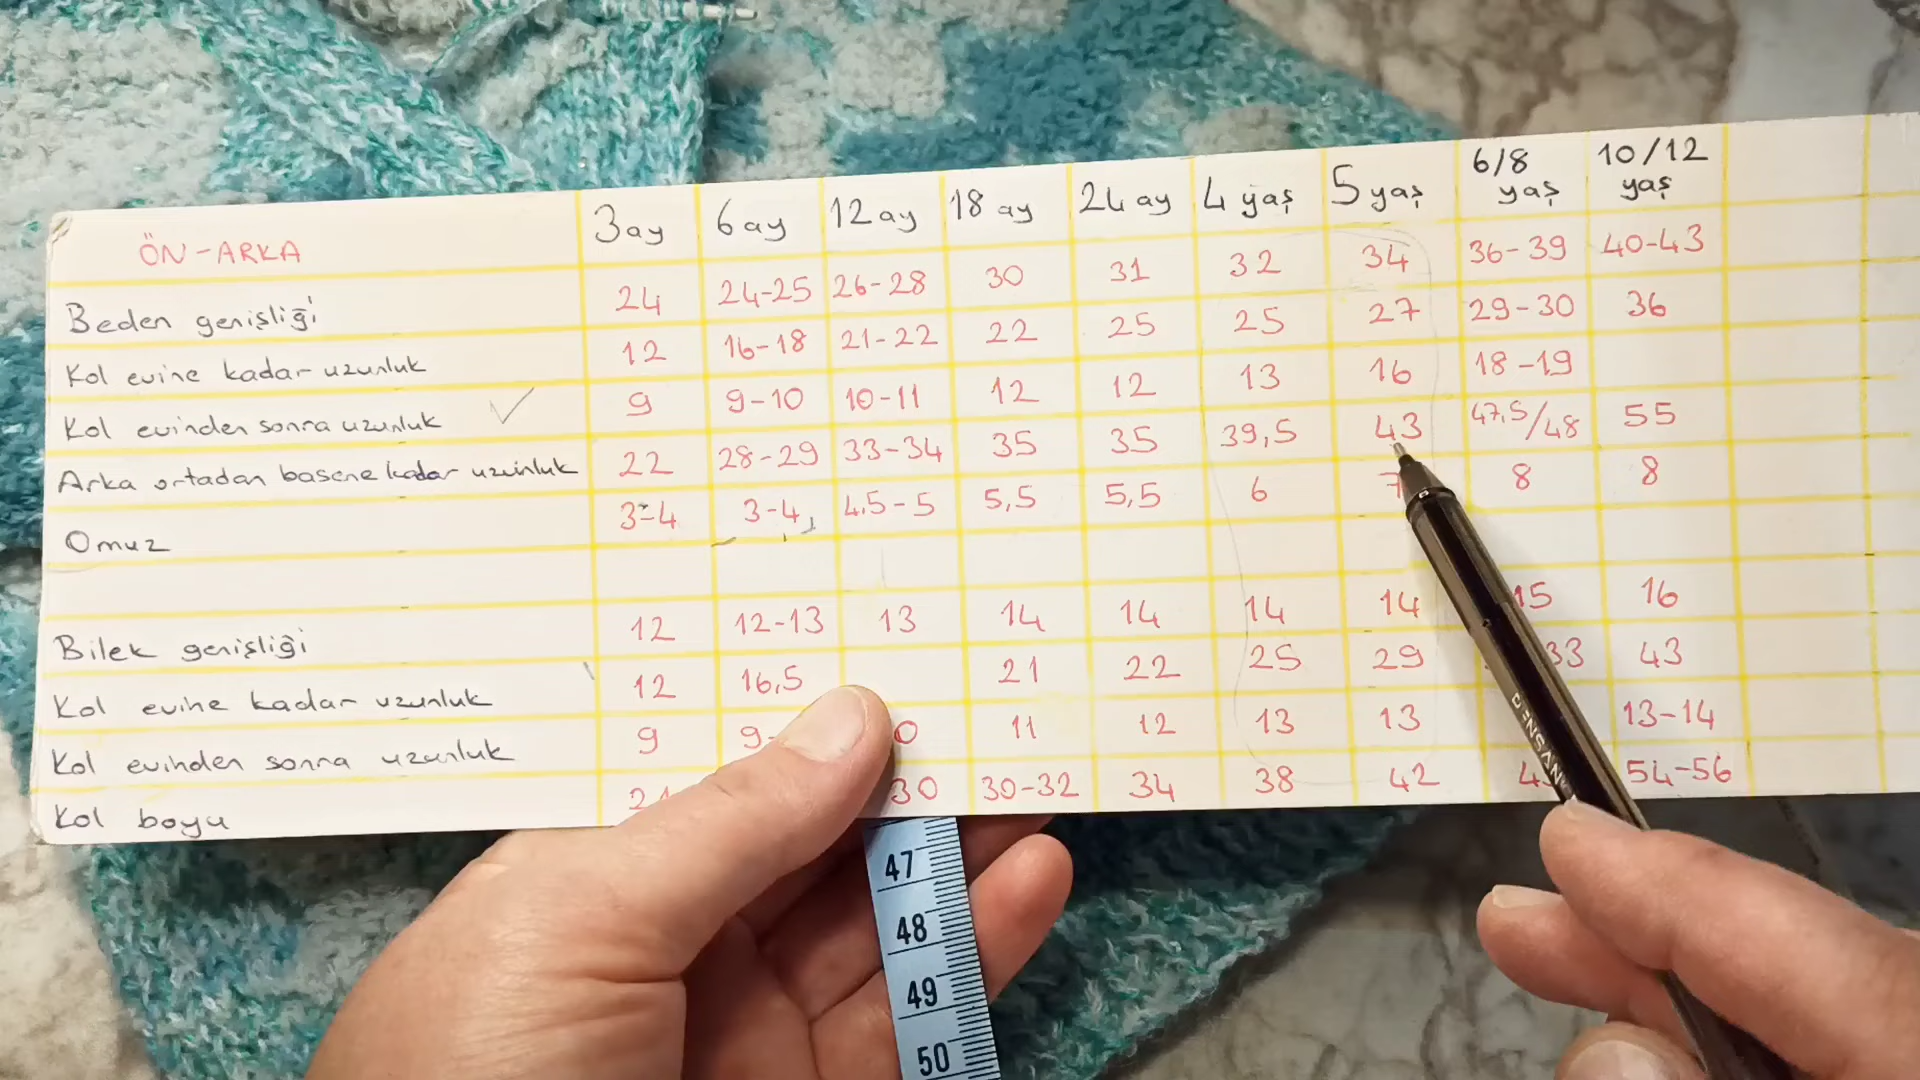 ÖN-ARKA 3ay 6ay 12ay 18 ay 24 ay 4 yaş 5 yaş 6/8 yaş 10/12 yaş
Beden genişliği 24 24-25 26-28 30 31 32 34 36-39 40-43
Kol evine kadar uzunluk 12 16-18 21-22 22 25 25 27 29-30 36
Kol evinden sonra uzunluk 9 9-10 10-11 12 12 13 16 18-19
Arka ortadan basene kadar uzunluk 22 28-29 33-34 35 35 39,5 43 47,5/48 55
Omuz 3-4 3-4 4,5-5 5,5 5,5 6 7 8 8
Bilek genişliği 12 12-13 13 14 14 14 14 15 16
Kol evine kadar uzunluk 12 16,5 21 22 25 29 33 43
Kol evinden sonra uzunluk 9 9- 0 11 12 13 13 13-14
Kol boyu 30 30-32 34 38 42 54-56
PENSAN
47
48
49
50